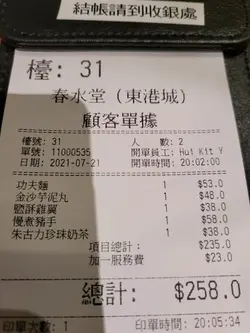 結帳請到收銀處
檯: 31
春水堂 (東港城)
顧客單據
檯號: 31 人 數: 2
單號: 11000535 開單員工: Hui Kit Y
日期: 2021-07-21 開單時間: 20:02:00
功夫麵 1 $53.0
金沙芋泥丸 1 $48.0
鹽酥雞翼 1 $38.0
慢煮豬手 1 $58.0
朱古力珍珠奶茶 1 $38.0
項目總計: $235.0
加一服務費 $23.0
總計: $258.0
印單次數: 1 印單時間: 20:05:34